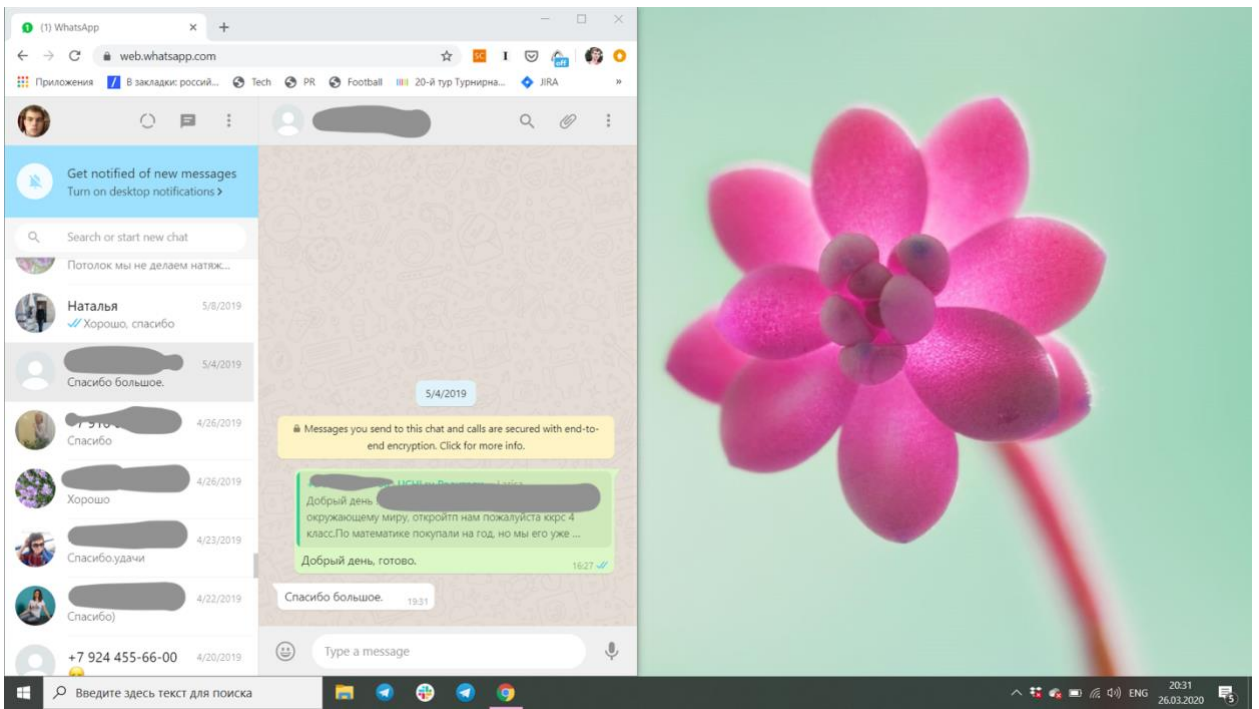 (1) WhatsApp
web.whatsapp.com
SC
off
Приложения
В закладки: россий...
Tech
PR
Football
20-й тур Турнирна...
JIRA
»
Get notified of new messages
Turn on desktop notifications >
Search or start new chat
Потолок мы не делаем натяж...
Наталья 5/8/2019
Хорошо, спасибо
5/4/2019
Спасибо большое.
4/26/2019
Спасибо
4/26/2019
Хорошо
4/23/2019
Спасибо.удачи
4/22/2019
Спасибо)
+7 924 455-66-00 4/20/2019
5/4/2019
Messages you send to this chat and calls are secured with end-to-
end encryption. Click for more info.
Добрый день
окружающему миру, откройтп нам пожалуйста ккрс 4
класс.По математике покупали на год, но мы его уже ...
Добрый день, готово.
16:27
Спасибо большое.
19:31
Type a message
Введите здесь текст для поиска
ENG
20:31
26.03.2020
5